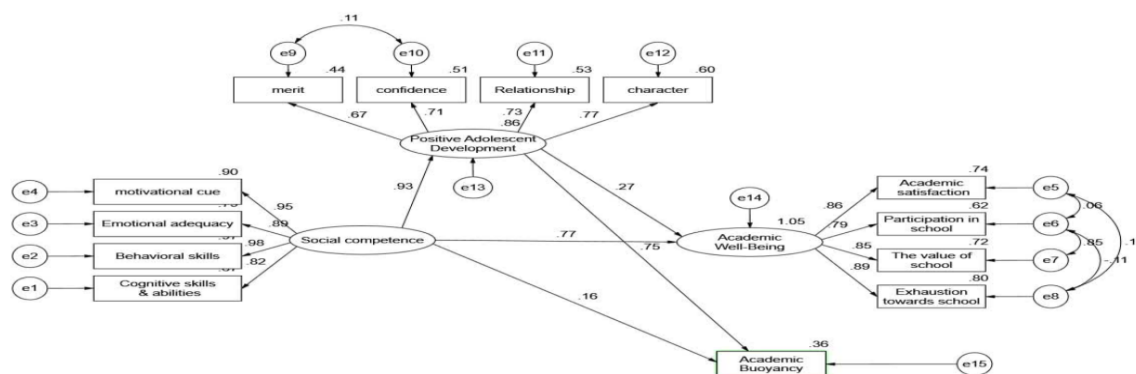 .11
e9
e10
e11
e12
.44
.51
.53
.60
merit
confidence
Relationship
character
.67
.71
.73
.77
.86
Positive Adolescent
Development
e13
.93
.27
.90
e4
motivational cue
.95
e3
Emotional adequacy
.89
e2
Behavioral skills
.98
.82
e1
Cognitive skills
& abilities
Social competence
.77
.75
.16
e14
1.05
Academic
Well-Being
.86
.79
.85
.89
.74
Academic
satisfaction
e5
.06
.62
Participation in
school
e6
.72
The value of
school
e7
.85
.1
-.11
.80
Exhaustion
towards school
e8
.36
Academic
Buoyancy
e15